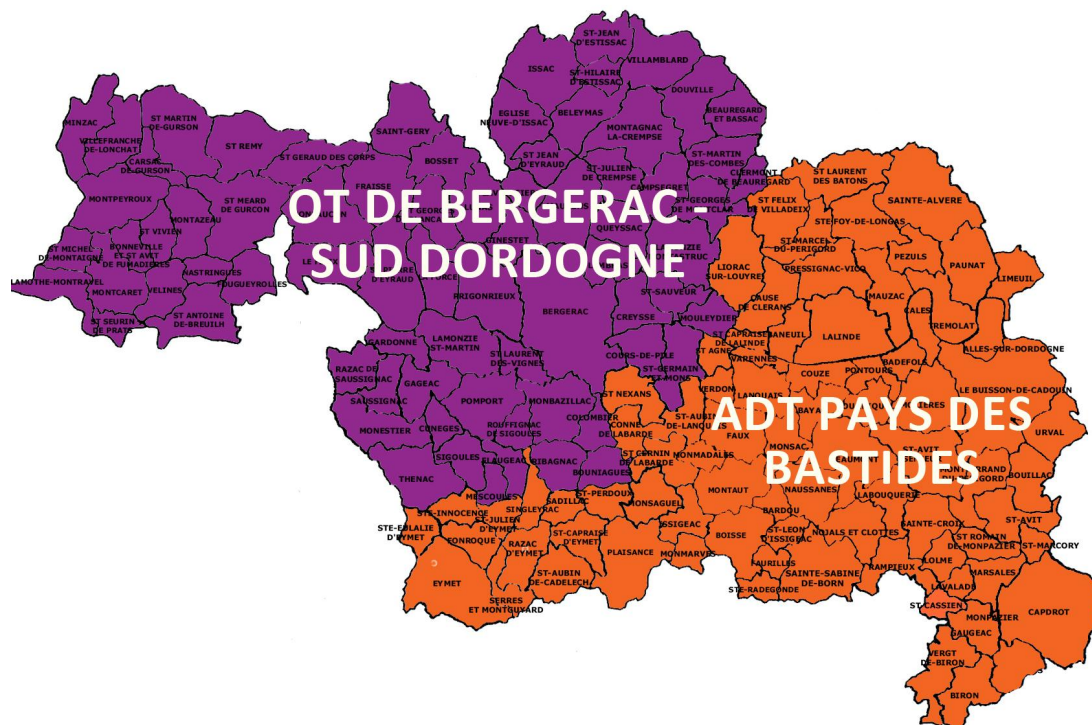 ST-JEAN
D'ESTISSAC
ISSAC
ST-HILAIRE
D'ESTISSAC
VILLAMBLARD
DOUVILLE
EGLISE
NEUVE-D'ISSAC
BELEYMAS
BEAUREGARD
ET BASSAC
MONTAGNAC
LA-CREMPSE
MINZAC
ST MARTIN
DE-GURSON
VILLEFRANCHE
DE-LONCHAT
SAINT-GERY
ST REMY
ST GERAUD DES CORPS
BOSSET
ST JEAN
D'EYRAUD
ST-JULIEN
DE CREMPSE
ST-MARTIN
DES-COMBES
CLERMONT
DE BEAUREGARD
CARSAC
DE-GURSON
FRAISSE
CAMPSEGRET
MONTPEYROUX
ST MEARD
DE GURCON
MONTAZEAU
ST VIVIEN
OT DE BERGERAC -
SUD DORDOGNE
ST-GEORGES
DE MONTCLAR
QUEYSSAC
GINESTET
ST MICHEL
DE-MONTAIGNE
BONNEVILLE
ET ST AVIT
DE FUMADIERES
NASTRINGUES
FOUGUEYROLLES
LAMOTHE-MONTRAVEL
MONTCARET
VELINES
ST SEURIN
DE PRATS
ST ANTOINE
DE-BREUILH
D'EYRAUD
PRIGONRIEUX
BERGERAC
ST-SAUVEUR
CREYSSE
MOULEYDIER
COURS-DE-PILE
ST-GERMAIN
ET MONS
GARDONNE
LAMONZIE
ST-MARTIN
ST LAURENT
DES-VIGNES
RAZAC DE
SAUSSIGNAC
GAGEAC
SAUSSIGNAC
POMPORT
MONBAZILLAC
COLOMBIER
MONESTIER
CUNEGES
ROUFFIGNAC
DE SIGOULES
SIGOULES
FLAUGEAC
RIBAGNAC
BOUNIAGUES
THENAC
MESCOULES
ST LAURENT
DES BATONS
SAINTE-ALVERE
ST FELIX
DE VILLADEIX
STE-FOY-DE-LONGAS
ST-MARCEL
DU-PERIGORD
PEZULS
PAUNAT
LIMEUIL
LIORAC
SUR-LOUYRE
PRESSIGNAC-VICQ
CAUSE
DE CLERANS
MAUZAC
CALES
TREMOLAT
ST CAPRAISE
DE LALINDE
LALINDE
ALLES-SUR-DORDOGNE
ST AGNE
VARENNES
BADEFOLS
COUZE
PONTOURS
VERDON
LANQUAIS
LE BUISSON-DE-CADOUIN
ST NEXANS
ST-AUBIN
DE-LANQUAIS
CONNE
DE LABARDE
FAUX
ADT PAYS DES
BASTIDES
URVAL
ST CERNIN
DE LABARDE
MONMADALES
MONSAC
BOUILLAC
MONTAUT
NAUSSANES
LABOUQUERIE
ST-PERDOUX
MONSAGUEL
BARDOU
SADILLAC
SINGLEYRAC
STE-INNOCENCE
ST-JULIEN
D'EYMET
STE-EULALIE
D'EYMET
FONROQUE
ST-CAPRAISE
D'EYMET
RAZAC
D'EYMET
ISSIGEAC
PLAISANCE
MONMARVES
BOISSE
ST-LEON
D'ISSIGEAC
NOJALS ET CLOTTES
SAINTE-CROIX
ST-AVIT
ST ROMAIN
DE-MONPAZIER
ST-MARCORY
EYMET
ST-AUBIN
DE-CADELECH
SERRES
ET MONTGUYARD
FAURILLES
STE-RADEGONDE
SAINTE-SABINE
DE-BORN
RAMPIEUX
LOLME
MARSALES
LAVALADE
ST CASSIEN
MONPAZIER
CAPDROT
GAUGEAC
VERGT
DE-BIRON
BIRON